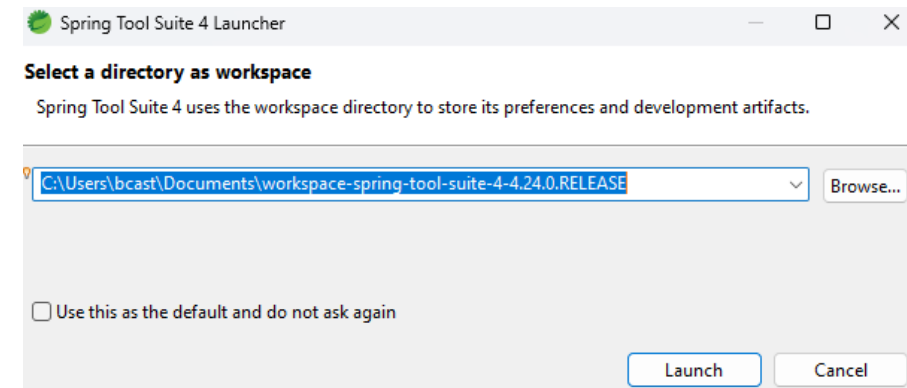 Spring Tool Suite 4 Launcher
Select a directory as workspace
Spring Tool Suite 4 uses the workspace directory to store its preferences and development artifacts.
C:\Users\bcast\Documents\workspace-spring-tool-suite-4-4.24.0.RELEASE
Browse...
Use this as the default and do not ask again
Launch
Cancel